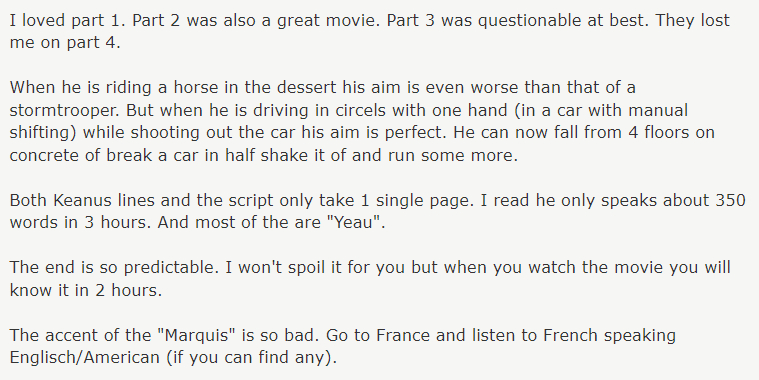 I loved part 1. Part 2 was also a great movie. Part 3 was questionable at best. They lost
me on part 4.
When he is riding a horse in the dessert his aim is even worse than that of a
stormtrooper. But when he is driving in circels with one hand (in a car with manual
shifting) while shooting out the car his aim is perfect. He can now fall from 4 floors on
concrete of break a car in half shake it of and run some more.
Both Keanus lines and the script only take 1 single page. I read he only speaks about 350
words in 3 hours. And most of the are "Yeau".
The end is so predictable. I won't spoil it for you but when you watch the movie you will
know it in 2 hours.
The accent of the "Marquis" is so bad. Go to France and listen to French speaking
Englisch/American (if you can find any).